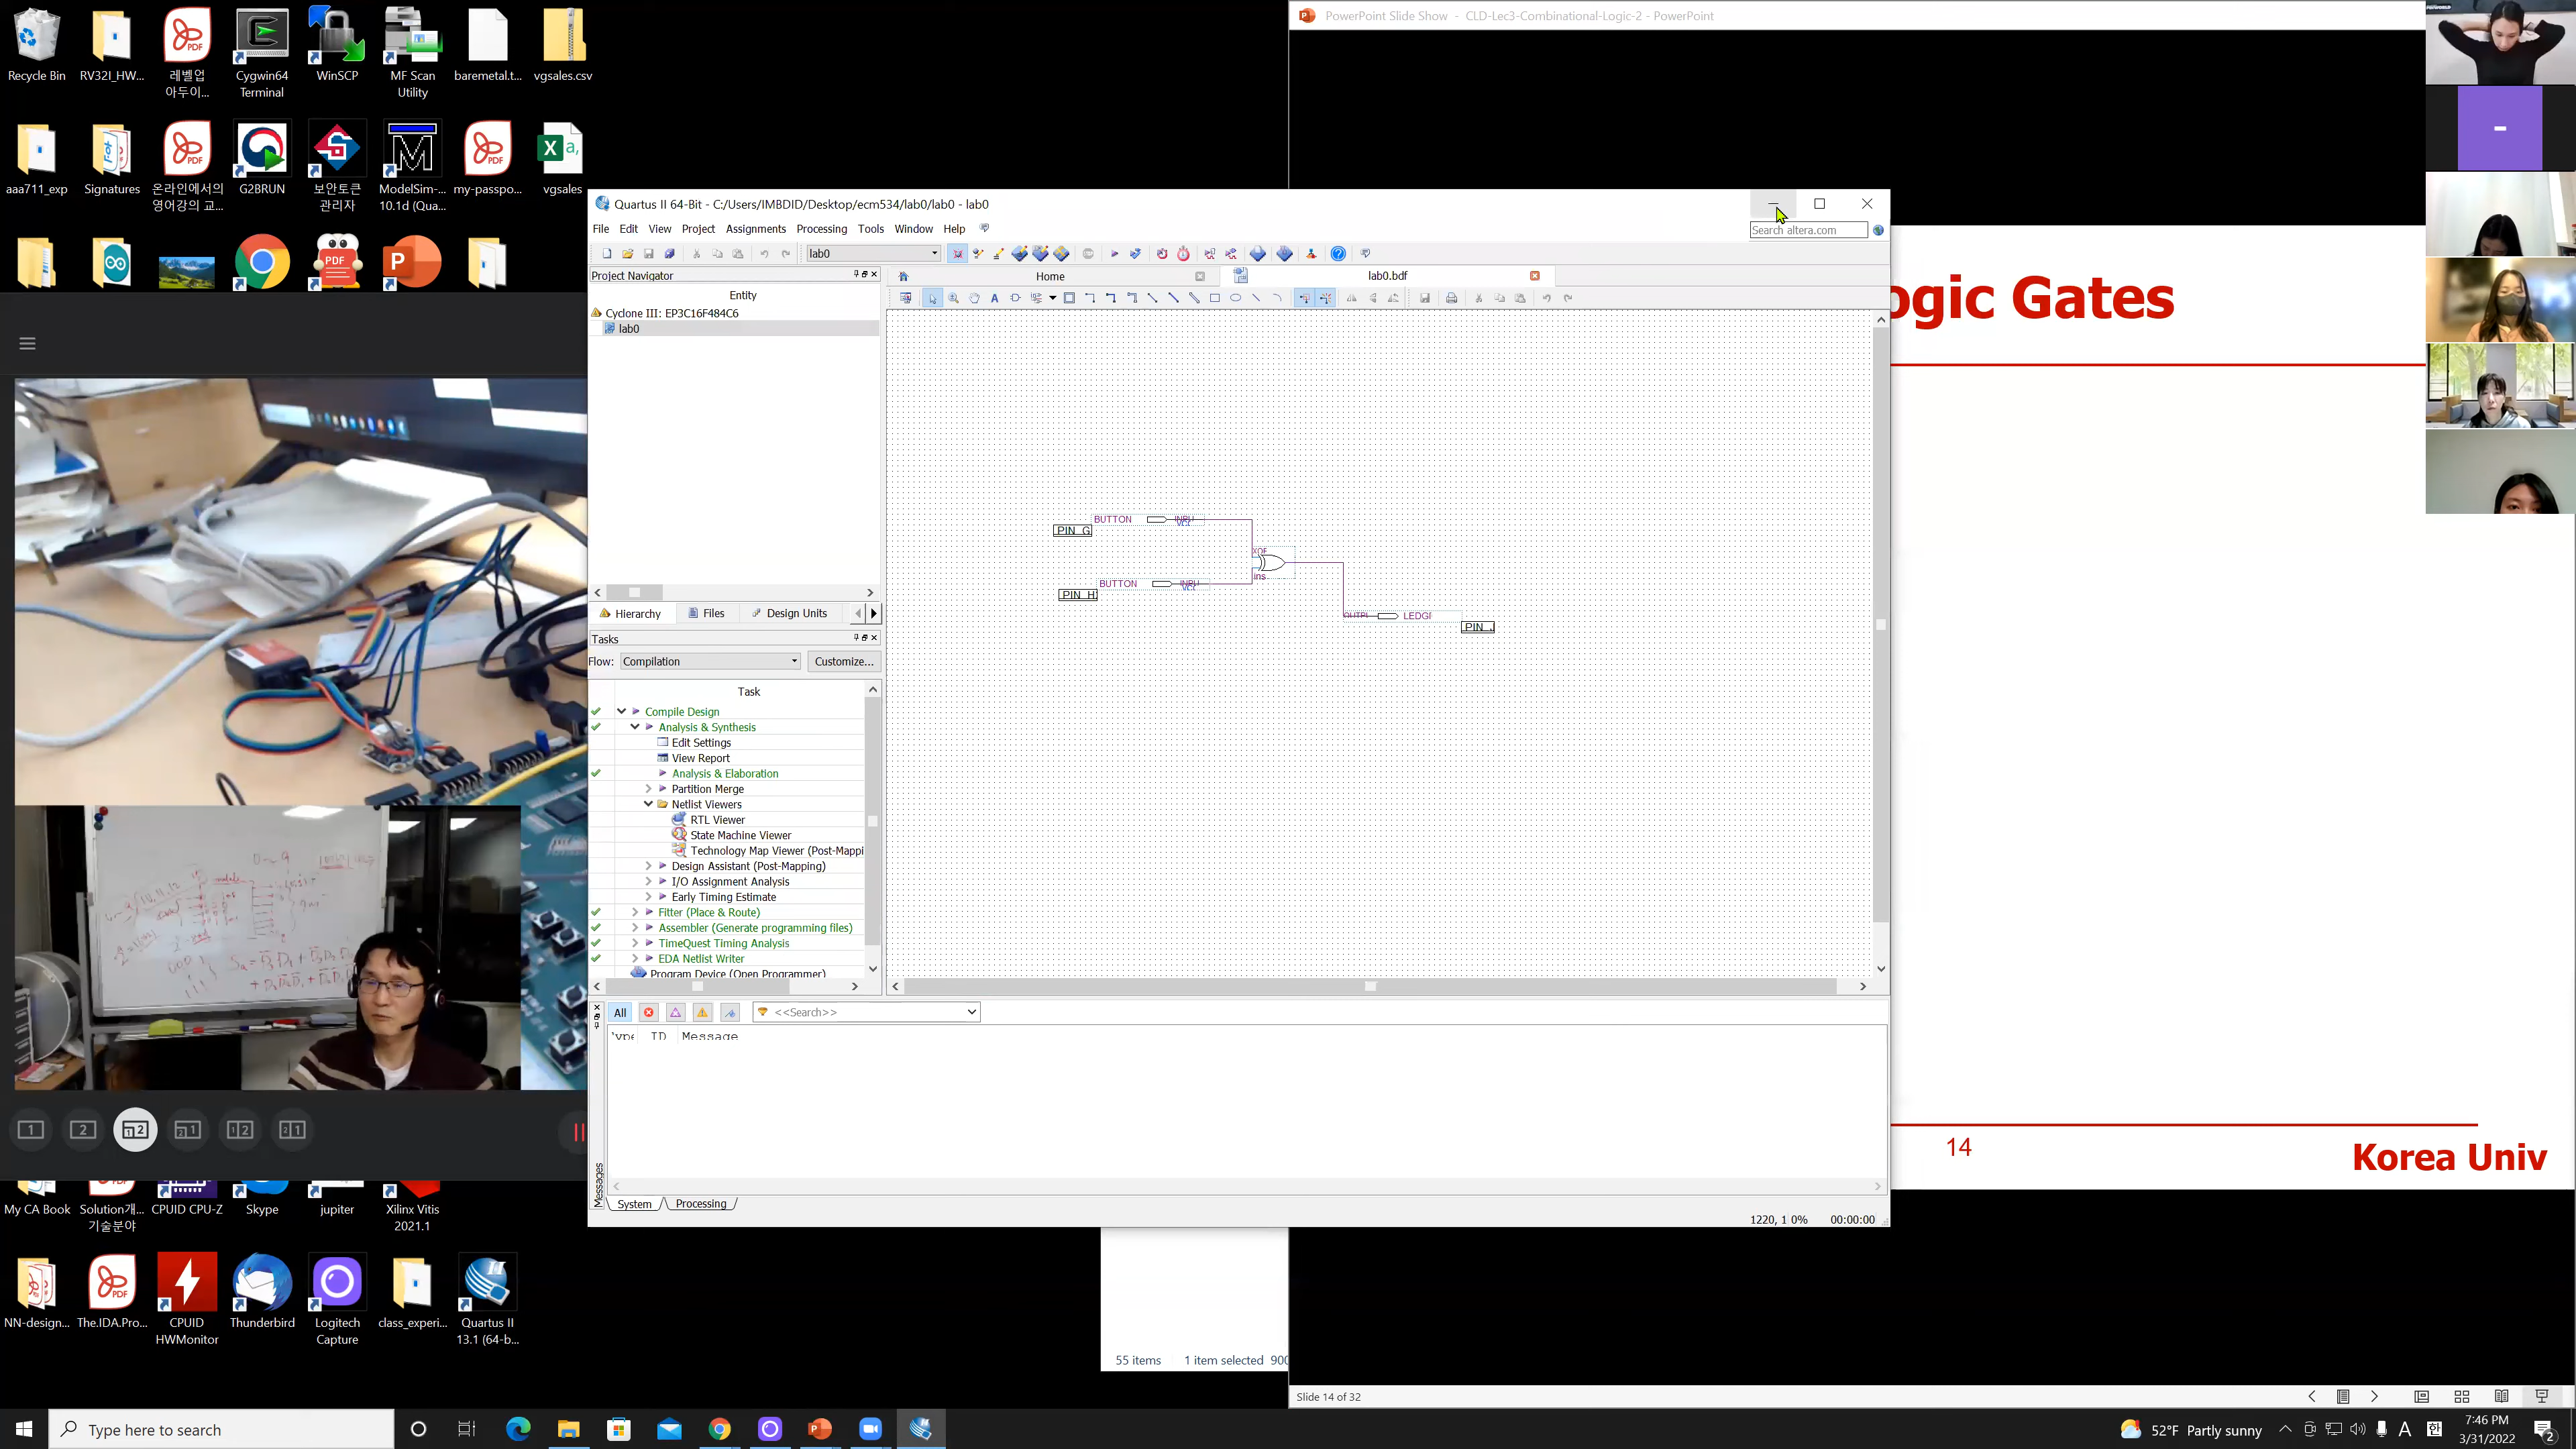 Recycle Bin
RV32I_HW...
레벨업
아두이...
Cygwin64
Terminal
WinSCP
MF Scan
Utility
baremetal.t...
vgsales.csv
aaa711_exp
Signatures
온라인에서의
영어강의 교...
G2BRUN
보안토큰
관리자
ModelSim-...
10.1d (Qua...
my-passpo...
vgsales
PowerPoint Slide Show - CLD-Lec3-Combinational-Logic-2 - PowerPoint
ogic Gates
14
Korea Univ
Slide 14 of 32
Quartus II 64-Bit - C:/Users/IMBDID/Desktop/ecm534/lab0/lab0 - lab0
File Edit View Project Assignments Processing Tools Window Help
Search altera.com
lab0
Project Navigator
Home
lab0.bdf
Entity
Cyclone III: EP3C16F484C6
lab0
Hierarchy
Files
Design Units
Tasks
Flow:
Compilation
Customize...
Task
Compile Design
Analysis & Synthesis
Edit Settings
View Report
Analysis & Elaboration
Partition Merge
Netlist Viewers
RTL Viewer
State Machine Viewer
Technology Map Viewer (Post-Mappi
Design Assistant (Post-Mapping)
I/O Assignment Analysis
Early Timing Estimate
Fitter (Place & Route)
Assembler (Generate programming files)
TimeQuest Timing Analysis
EDA Netlist Writer
Program Device (Open Programmer)
BUTTON
PIN_G
BUTTON
PIN_H
ins
LEDG
PIN_
All
<<Search>>
ID Message
Messages
System
Processing
1220, 1 0%
00:00:00
1
2
My CA Book
Solution개...
기술분야
CPUID CPU-Z
Skype
jupiter
Xilinx Vitis
2021.1
NN-design...
The.IDA.Pro...
CPUID
HWMonitor
Thunderbird
Logitech
Capture
class_experi...
Quartus II
13.1 (64-b...
55 items
1 item selected
Type here to search
52°F Partly sunny
A
한
7:46 PM
3/31/2022
2